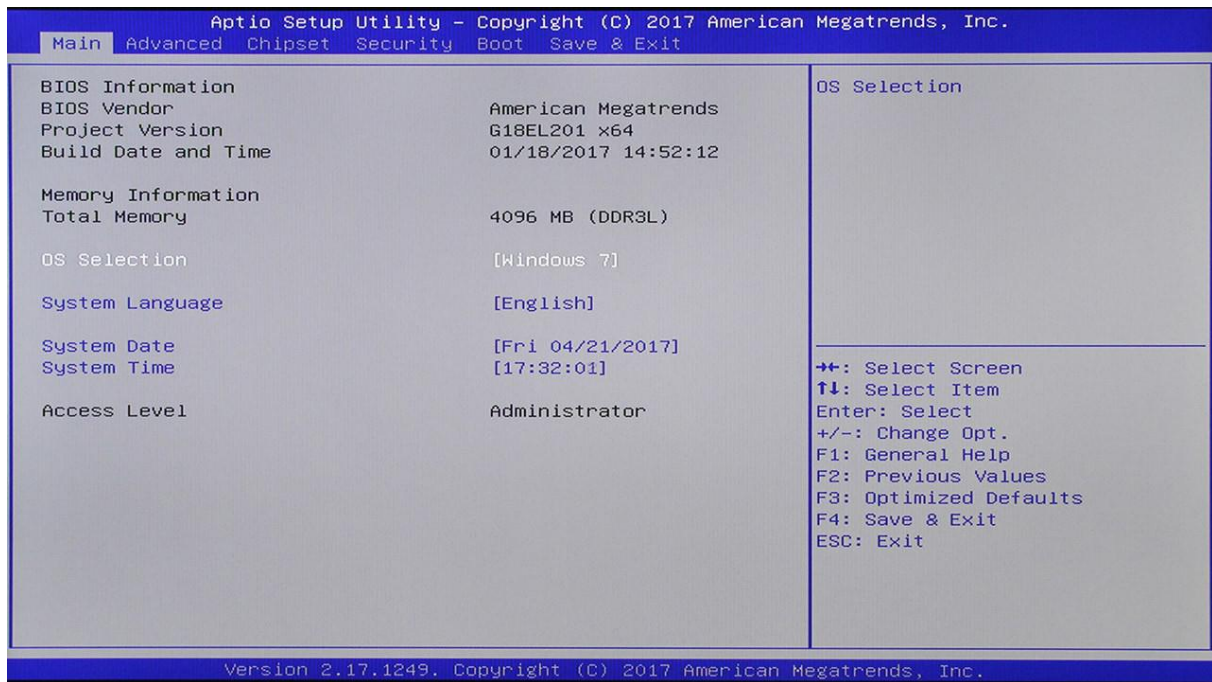 Aptio Setup Utility – Copyright (C) 2017 American Megatrends, Inc.
Main Advanced Chipset Security Boot Save & Exit
BIOS Information
BIOS Vendor American Megatrends
Project Version G18EL201 x64
Build Date and Time 01/18/2017 14:52:12
Memory Information
Total Memory 4096 MB (DDR3L)
OS Selection [Windows 7]
System Language [English]
System Date [Fri 04/21/2017]
System Time [17:32:01]
Access Level Administrator
OS Selection
→←: Select Screen
↑↓: Select Item
Enter: Select
+/-: Change Opt.
F1: General Help
F2: Previous Values
F3: Optimized Defaults
F4: Save & Exit
ESC: Exit
Version 2.17.1249. Copyright (C) 2017 American Megatrends, Inc.